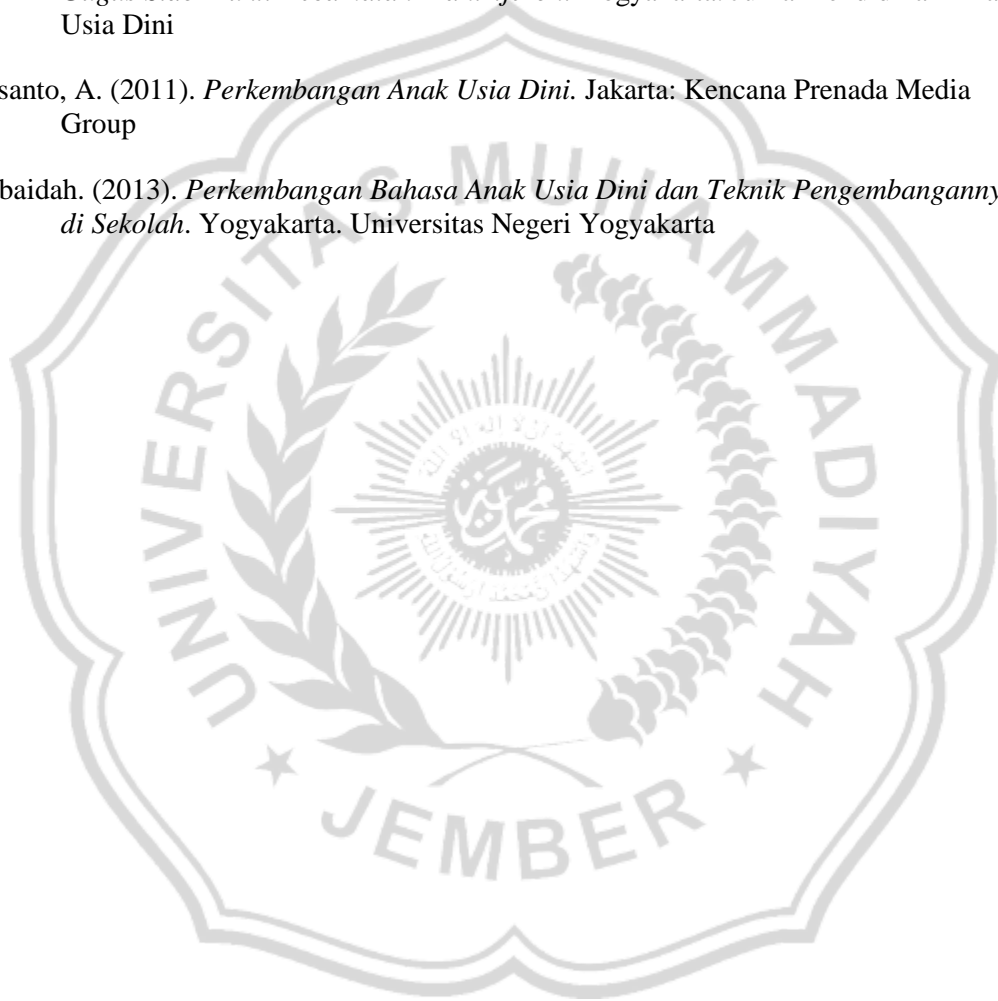 Usia Dini
santo, A. (2011). Perkembangan Anak Usia Dini. Jakarta: Kencana Prenada Media
Group
baidah. (2013). Perkembangan Bahasa Anak Usia Dini dan Teknik Pengembanganny
di Sekolah. Yogyakarta. Universitas Negeri Yogyakarta
UNIVERSITAS MUHAMMADIYAH
JEMBER